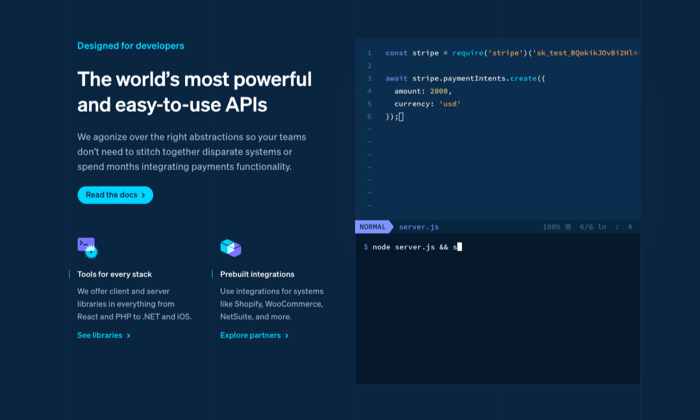 Designed for developers
The world's most powerful
and easy-to-use APIs
We agonize over the right abstractions so your teams
don't need to stitch together disparate systems or
spend months integrating payments functionality.
Read the docs >
Tools for every stack
We offer client and server
libraries in everything from
React and PHP to .NET and iOS.
See libraries >
Prebuilt integrations
Use integrations for systems
like Shopify, WooCommerce,
NetSuite, and more.
Explore partners >
1 const stripe = require('stripe')('sk_test_BQokikJOvBi2Hl4
2
3 await stripe.paymentIntents.create({
4 amount: 2000,
5 currency: 'usd'
6 });
NORMAL server.js 100% ☰ 6/6 ln : 4
$ node server.js && s